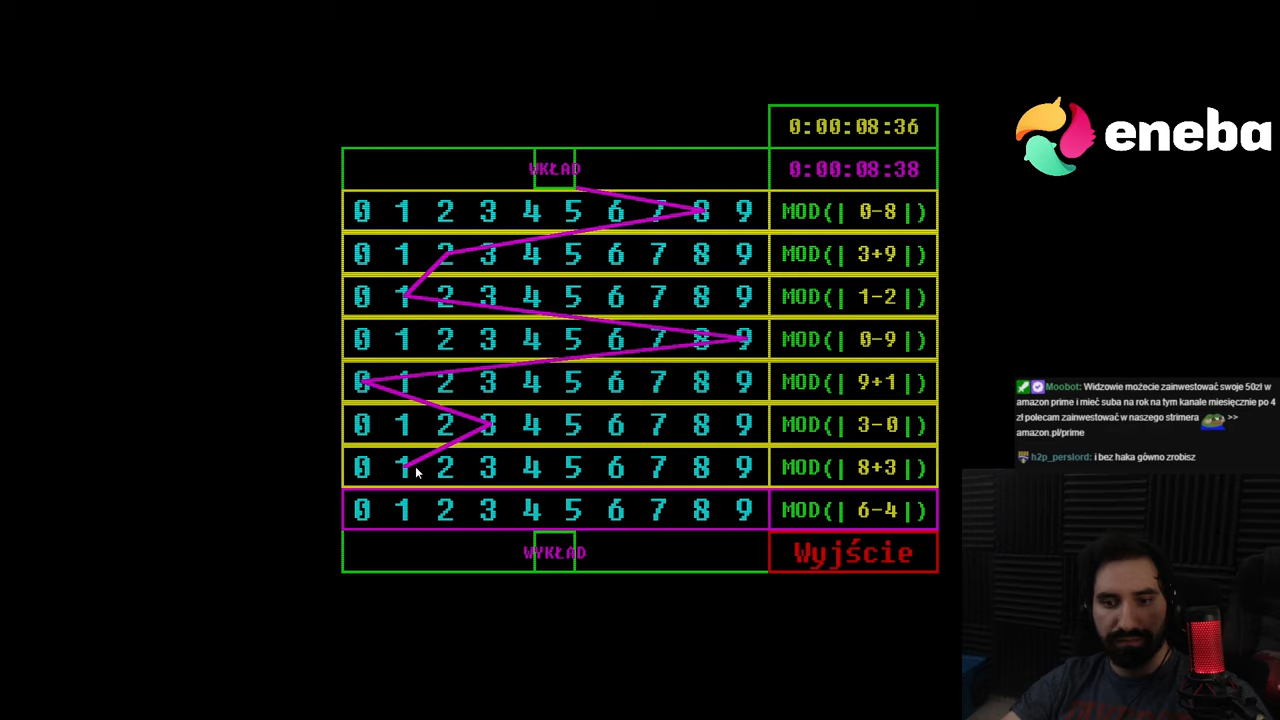 0:00:08:36
WKŁAD 0:00:08:38
0 1 2 3 4 5 6 7 8 9 MOD(| 0-8|)
0 1 2 3 4 5 6 7 8 9 MOD(| 3+9|)
0 1 2 3 4 5 6 7 8 9 MOD(| 1-2|)
0 1 2 3 4 5 6 7 8 9 MOD(| 0-9|)
0 1 2 3 4 5 6 7 8 9 MOD(| 9+1|)
0 1 2 3 4 5 6 7 8 9 MOD(| 3-0|)
0 1 2 3 4 5 6 7 8 9 MOD(| 8+3|)
0 1 2 3 4 5 6 7 8 9 MOD(| 6-4|)
WYKŁAD Wyjście
eneba
Moobot: Widzowie możecie zainwestować swoje 50zł w
amazon prime i mieć suba na rok na tym kanale miesięcznie po 4
zł polecam zainwestować w naszego strimera >>
amazon.pl/prime
h2p_perslord: i bez haka gówno zrobisz